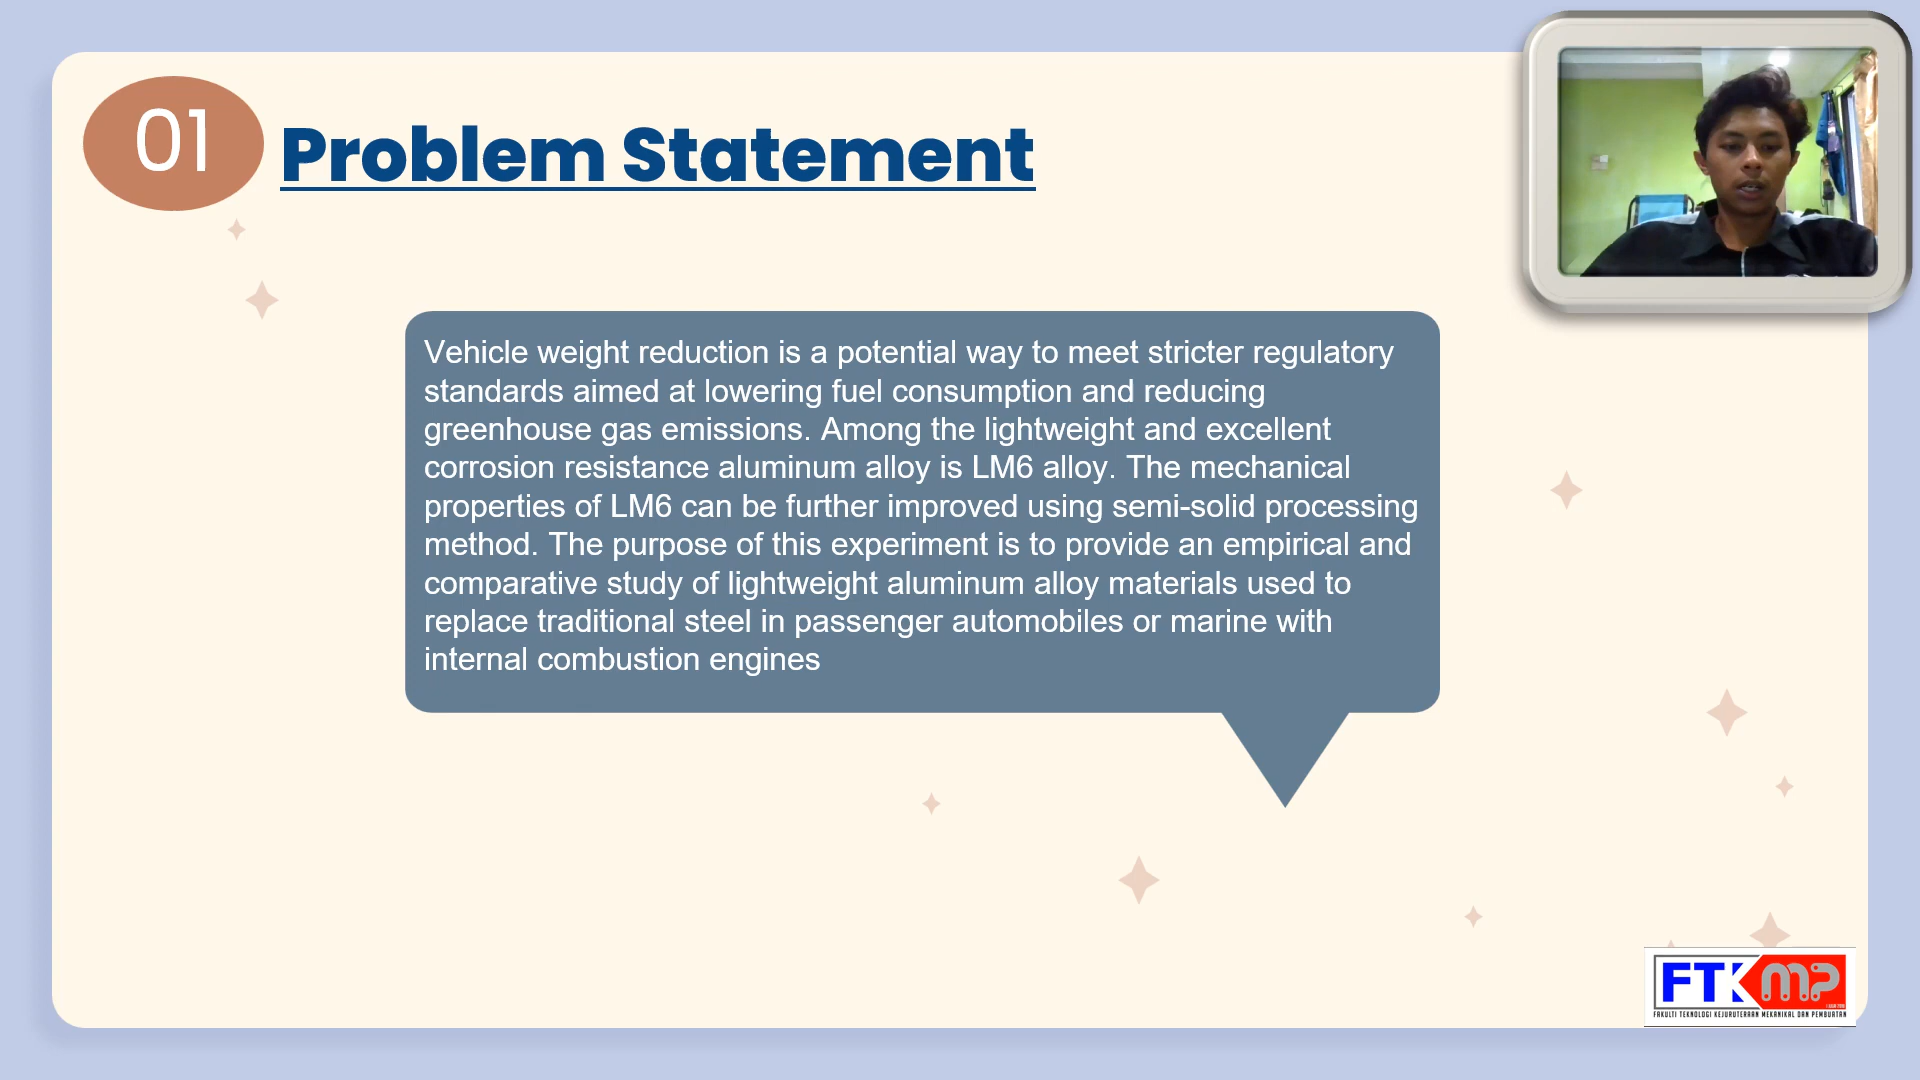 01
Problem Statement
Vehicle weight reduction is a potential way to meet stricter regulatory
standards aimed at lowering fuel consumption and reducing
greenhouse gas emissions. Among the lightweight and excellent
corrosion resistance aluminum alloy is LM6 alloy. The mechanical
properties of LM6 can be further improved using semi-solid processing
method. The purpose of this experiment is to provide an empirical and
comparative study of lightweight aluminum alloy materials used to
replace traditional steel in passenger automobiles or marine with
internal combustion engines
FTKMP
FAKULTI TEKNOLOGI KEJURUTERAAN MEKANIKAL DAN PEMBUATAN